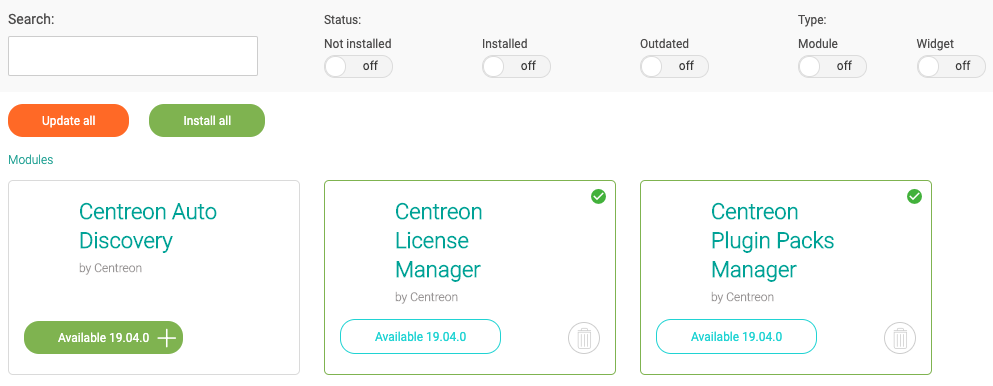 Search:
Status:
Type:
Not installed
Installed
Outdated
Module
Widget
off
off
off
off
off
Update all
Install all
Modules
Centreon Auto
Discovery
by Centreon
Available 19.04.0
Centreon
License
Manager
by Centreon
Available 19.04.0
Centreon
Plugin Packs
Manager
by Centreon
Available 19.04.0